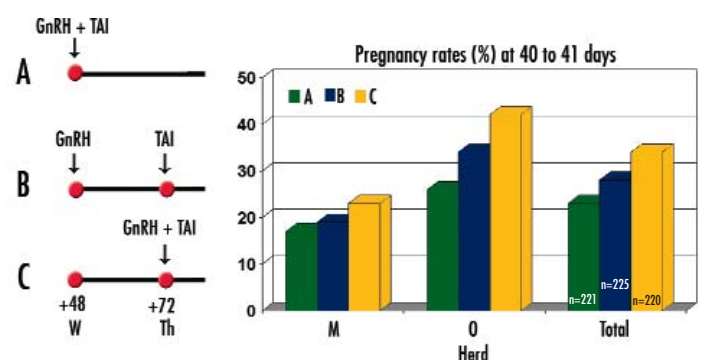 GnRH + TAI
A
GnRH TAI
B
GnRH + TAI
C
+48 +72
W Th
Pregnancy rates (%) at 40 to 41 days
A B C
50
40
30
20
10
0
n=221 n=225 n=220
M O Total
Herd